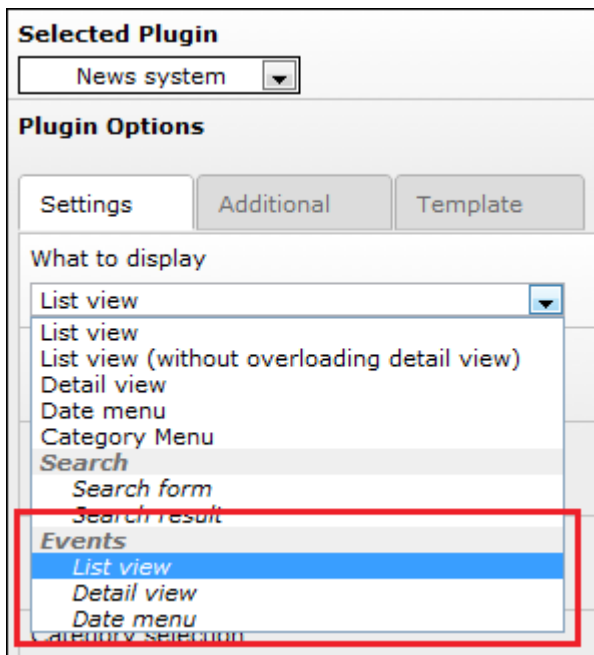 Selected Plugin
News system
Plugin Options
Settings Additional Template
What to display
List view
List view
List view (without overloading detail view)
Detail view
Date menu
Category Menu
Search
Search form
Search result
Events
List view
Detail view
Date menu
Category selection